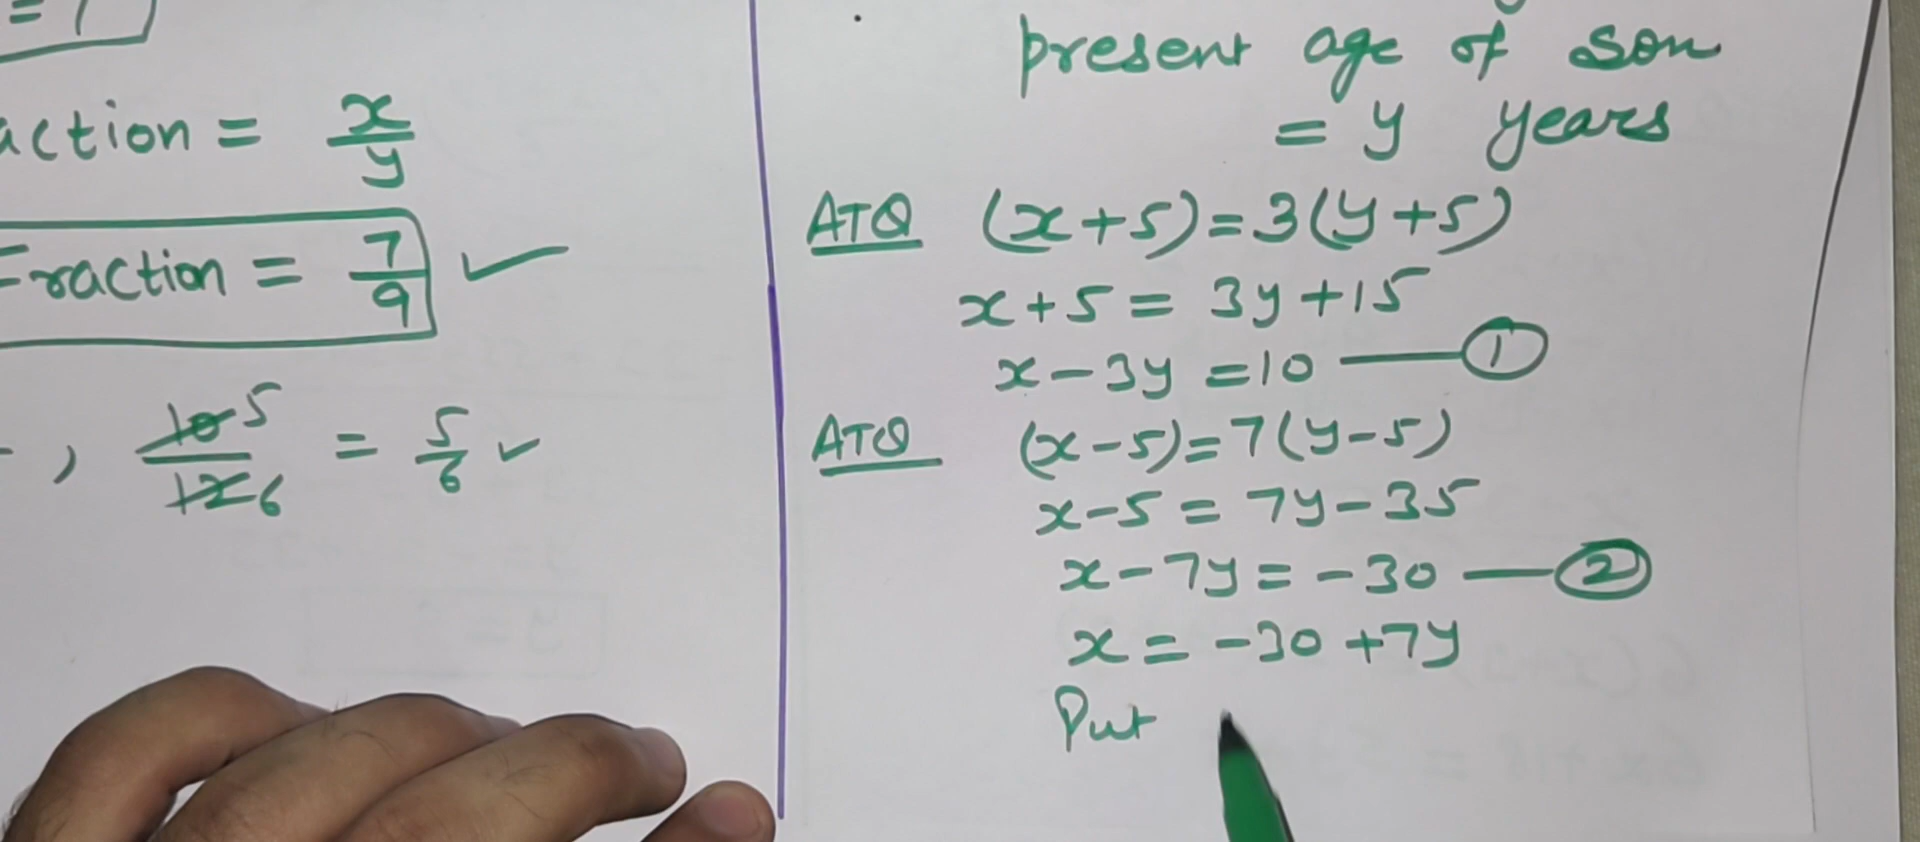 = 7
action = x/y
Fraction = 7/9 ✓
, 10/12 5/6 = 5/6 ✓
present age of son
= y years
ATQ (x+5)=3(y+5)
x+5 = 3y+15
x-3y =10 — ①
ATQ (x-5)=7(y-5)
x-5 = 7y-35
x-7y = -30 — ②
x = -30 +7y
Put